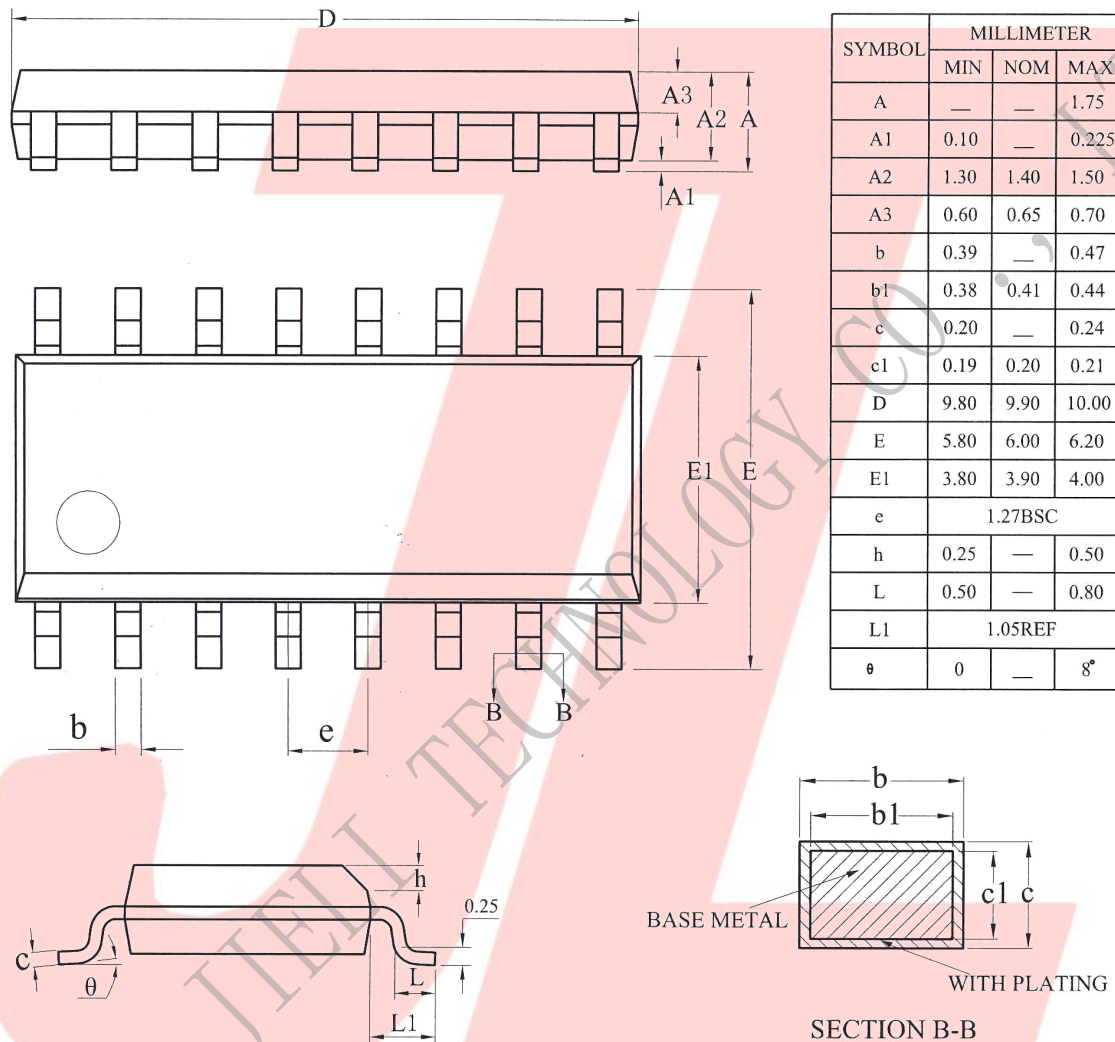 D
A3
A2
A
A1
E1
E
B
B
b
e
h
0.25
c
θ
L
L1
SYMBOL MILLIMETER
MIN NOM MAX
A — — 1.75
A1 0.10 — 0.225
A2 1.30 1.40 1.50
A3 0.60 0.65 0.70
b 0.39 — 0.47
b1 0.38 0.41 0.44
c 0.20 — 0.24
c1 0.19 0.20 0.21
D 9.80 9.90 10.00
E 5.80 6.00 6.20
E1 3.80 3.90 4.00
e 1.27BSC
h 0.25 — 0.50
L 0.50 — 0.80
L1 1.05REF
θ 0 — 8°
b
b1
c1
c
BASE METAL
WITH PLATING
SECTION B-B
JIELI TECHNOLOGY CO .,